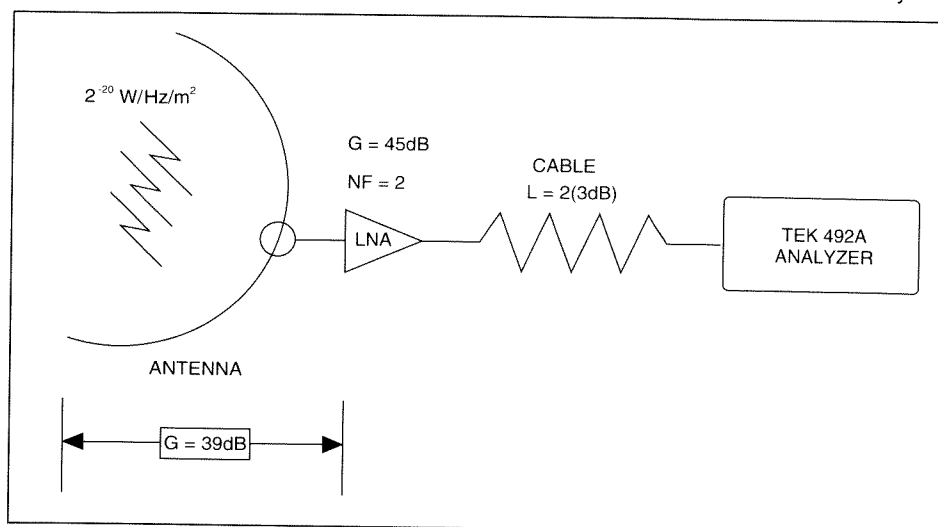 2⁻²⁰ W/Hz/m²
G = 45dB
NF = 2
LNA
CABLE
L = 2(3dB)
TEK 492A
ANALYZER
ANTENNA
G = 39dB